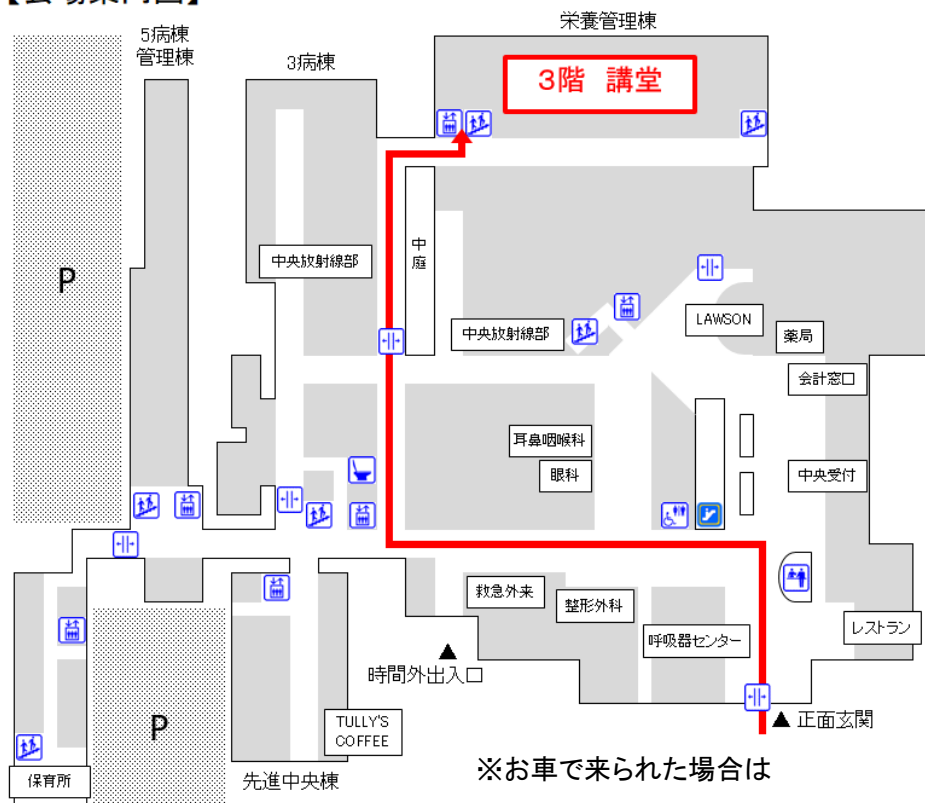 【会場案内図】
栄養管理棟
5病棟
管理棟
3病棟
3階 講堂
中庭
P
中央放射線部
中央放射線部
LAWSON
薬局
会計窓口
耳鼻咽喉科
眼科
中央受付
救急外来
整形外科
呼吸器センター
レストラン
▲
時間外出入口
▲ 正面玄関
P
TULLY'S
COFFEE
保育所
先進中央棟
※お車で来られた場合は